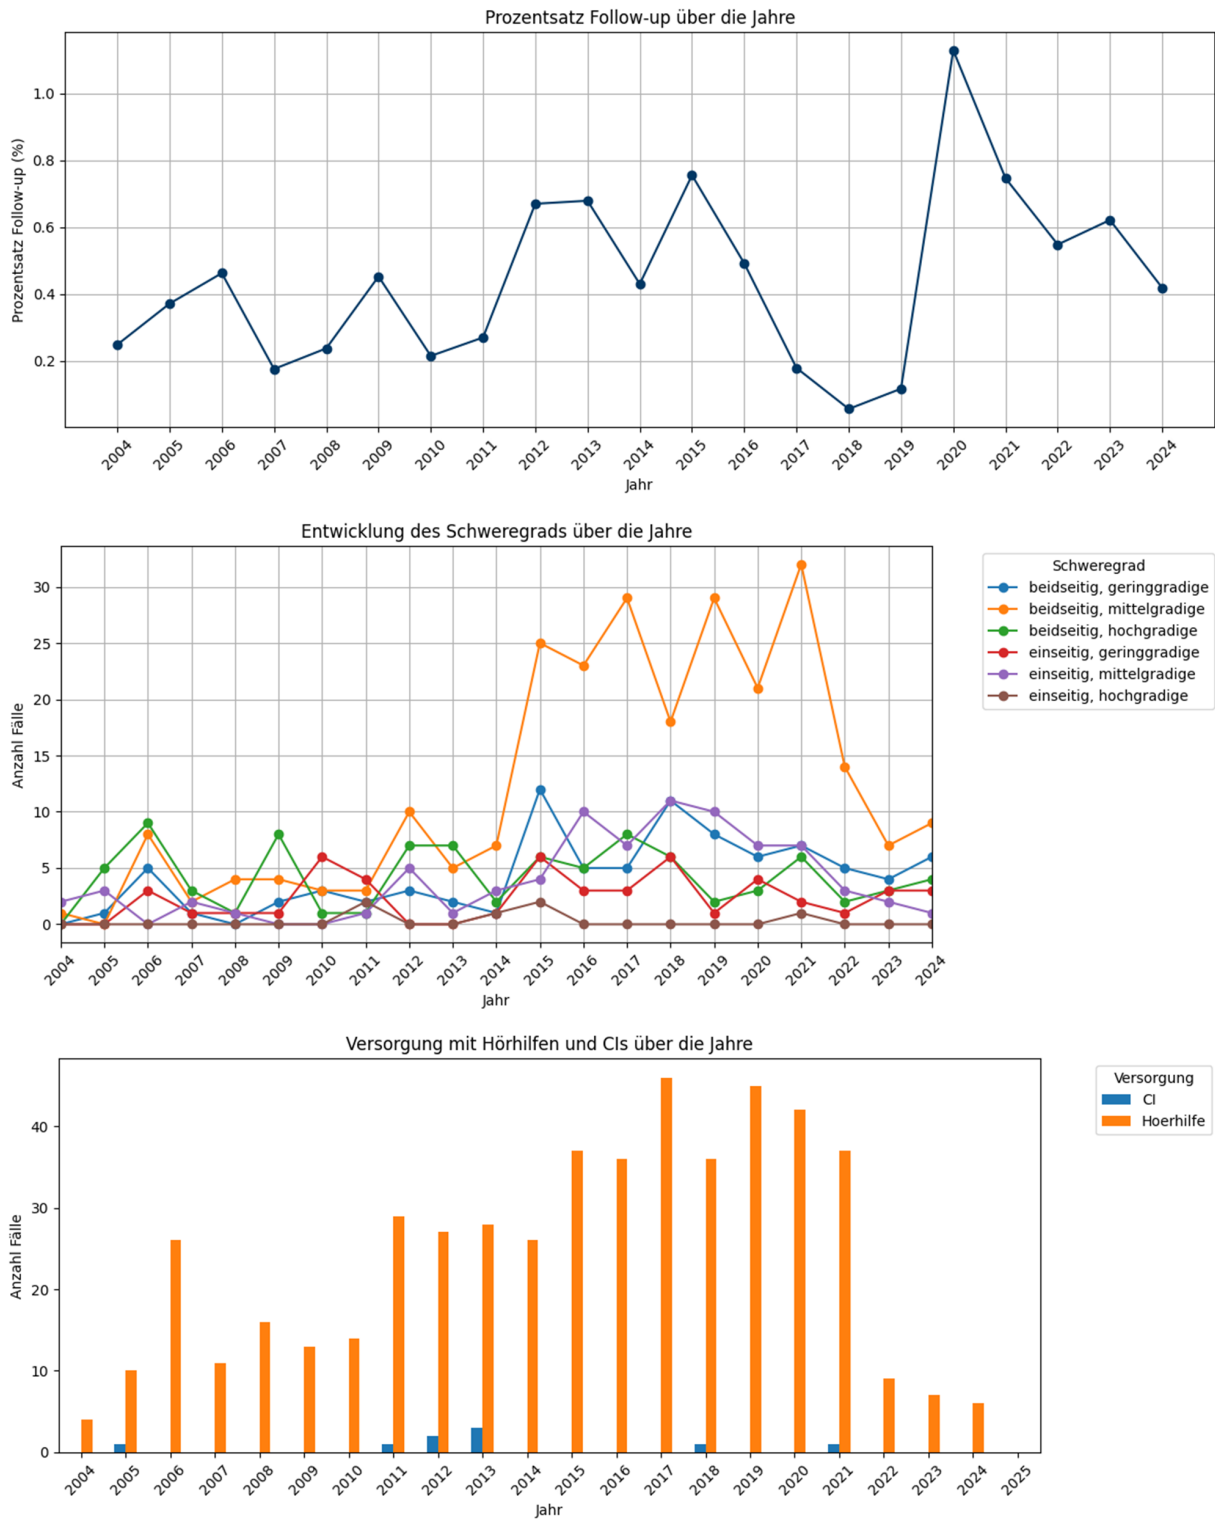 Prozentsatz Follow-up über die Jahre
Prozentsatz Follow-up (%)
1.0
0.8
0.6
0.4
0.2
2004 2005 2006 2007 2008 2009 2010 2011 2012 2013 2014 2015 2016 2017 2018 2019 2020 2021 2022 2023 2024
Jahr
Entwicklung des Schweregrads über die Jahre
Anzahl Fälle
30
25
20
15
10
5
0
2004 2005 2006 2007 2008 2009 2010 2011 2012 2013 2014 2015 2016 2017 2018 2019 2020 2021 2022 2023 2024
Jahr
Schweregrad
beidseitig, geringgradige
beidseitig, mittelgradige
beidseitig, hochgradige
einseitig, geringgradige
einseitig, mittelgradige
einseitig, hochgradige
Versorgung mit Hörhilfen und CIs über die Jahre
Anzahl Fälle
40
30
20
10
0
2004 2005 2006 2007 2008 2009 2010 2011 2012 2013 2014 2015 2016 2017 2018 2019 2020 2021 2022 2023 2024 2025
Jahr
Versorgung
CI
Hoerhilfe